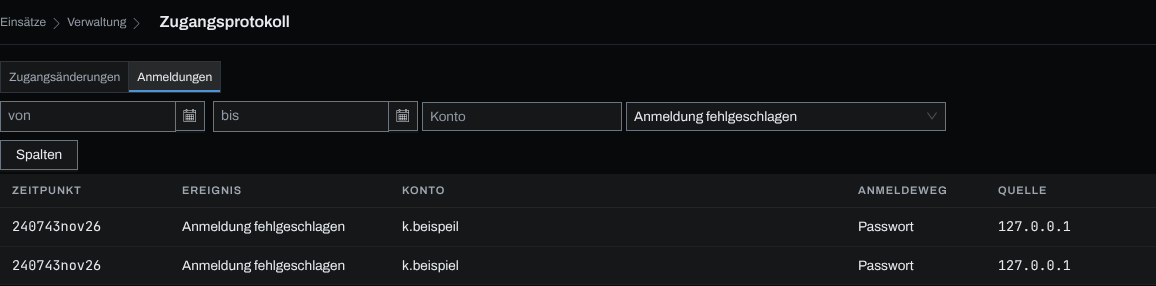 Einsätze > Verwaltung > Zugangsprotokoll
Zugangsänderungen Anmeldungen
von bis Konto Anmeldung fehlgeschlagen
Spalten
ZEITPUNKT EREIGNIS KONTO ANMELDEWEG QUELLE
240743nov26 Anmeldung fehlgeschlagen k.beispeil Passwort 127.0.0.1
240743nov26 Anmeldung fehlgeschlagen k.beispiel Passwort 127.0.0.1